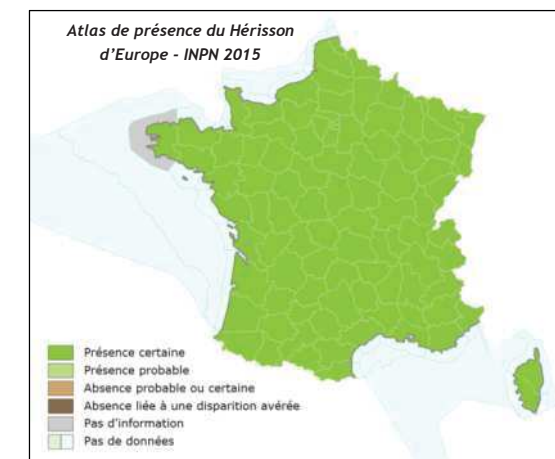 Atlas de présence du Hérisson
d’Europe - INPN 2015
Présence certaine
Présence probable
Absence probable ou certaine
Absence liée à une disparition avérée
Pas d'information
Pas de données